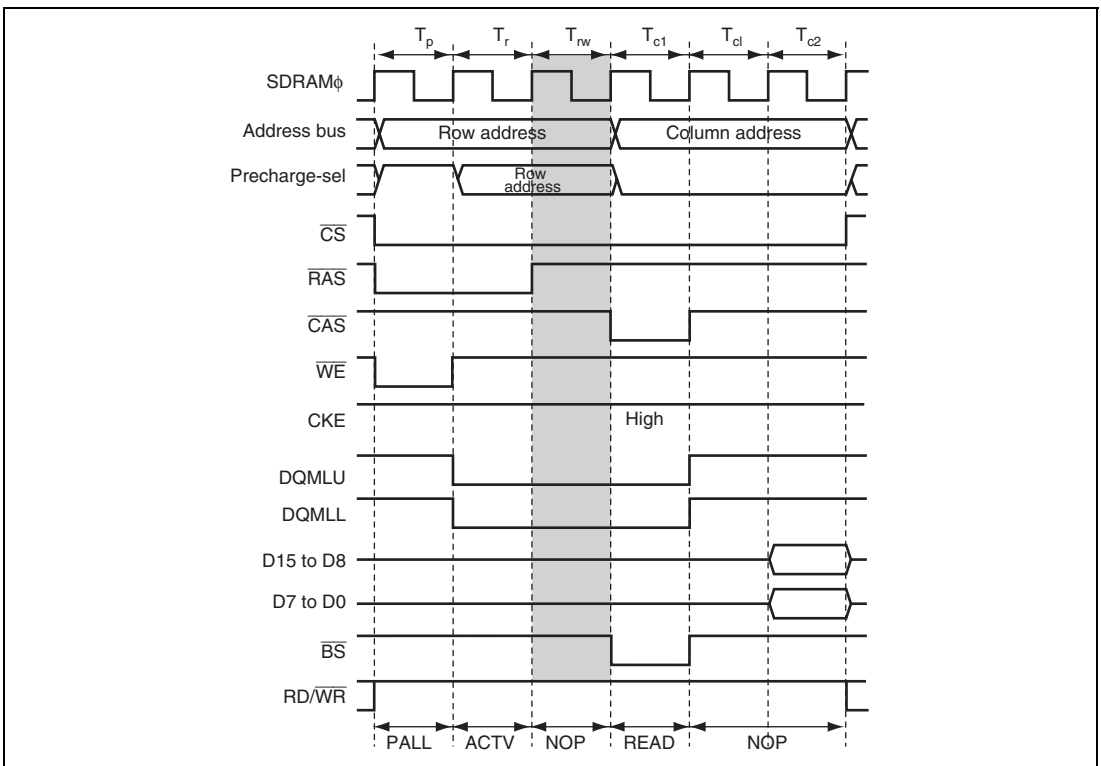 Tp Tr Trw Tc1 Tcl Tc2
SDRAMϕ
Address bus Row address Column address
Precharge-sel Row address
CS
RAS
CAS
WE
CKE High
DQMLU
DQMLL
D15 to D8
D7 to D0
BS
RD/WR
PALL ACTV NOP READ NOP